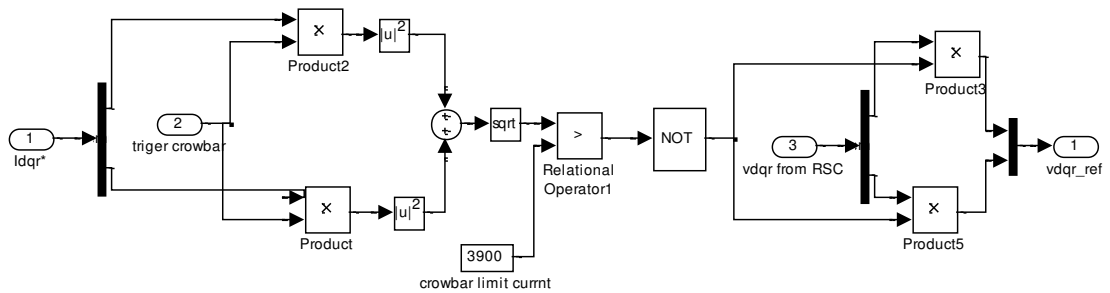 1
Idqr*
2
triger crowbar
×
Product2
|u|2
×
Product
|u|2
+
+
sqrt
3900
crowbar limit currnt
>
Relational
Operator1
NOT
3
vdqr from RSC
×
Product3
×
Product5
1
vdqr_ref